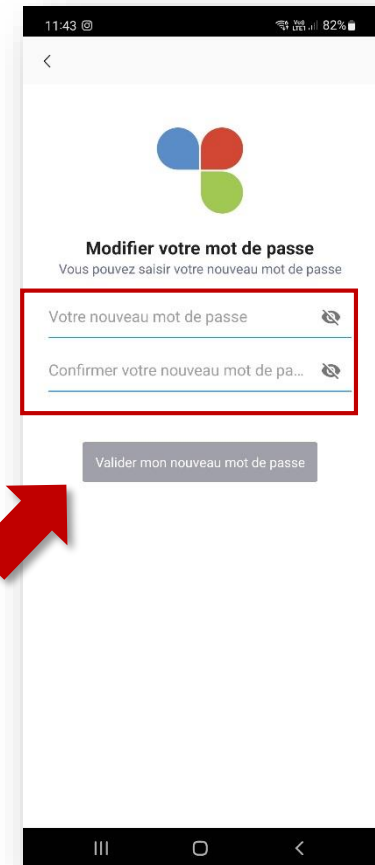 11:43 82%
Modifier votre mot de passe
Vous pouvez saisir votre nouveau mot de passe
Votre nouveau mot de passe
Confirmer votre nouveau mot de pa...
Valider mon nouveau mot de passe